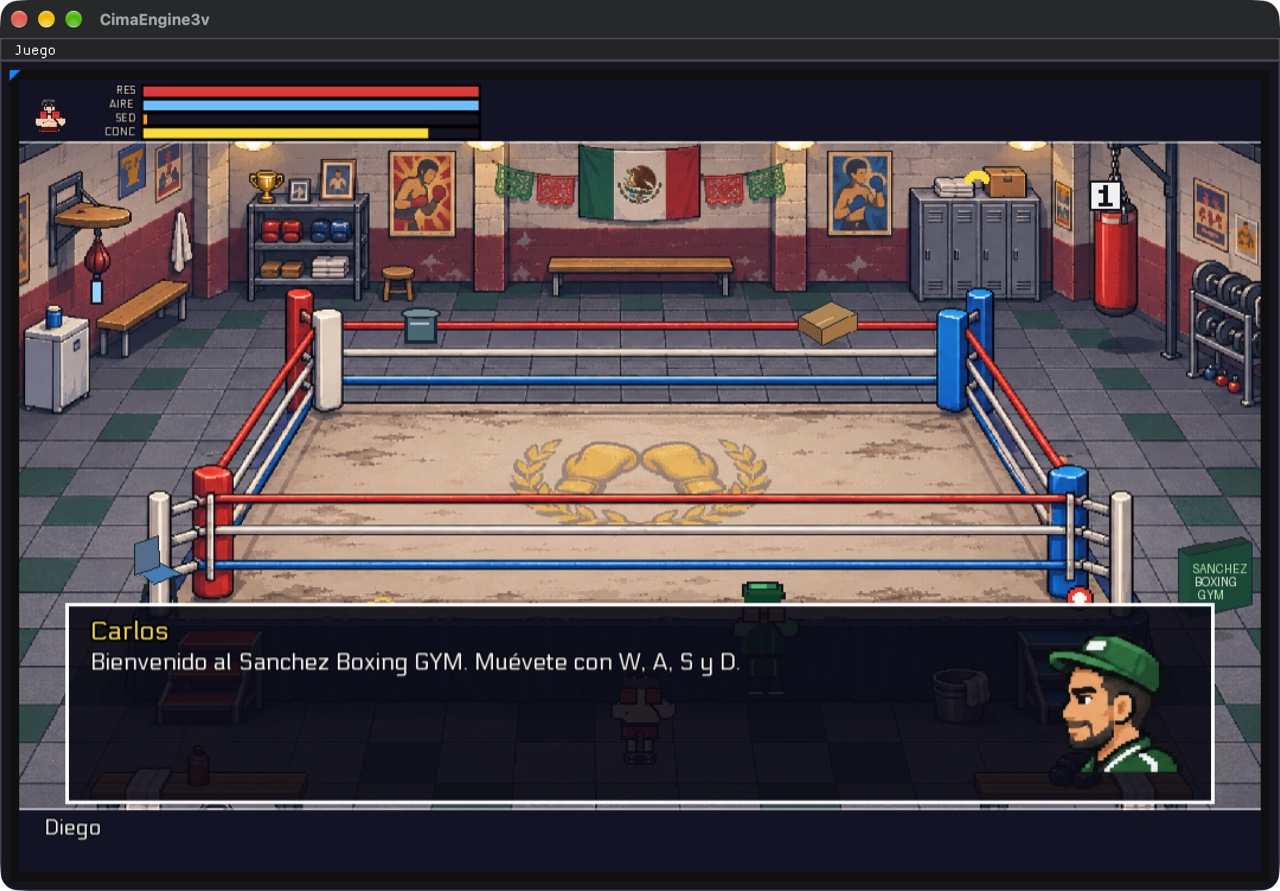 CimaEngine3v
Juego
RES
AIRE
SED
CONC
1
SANCHEZ
BOXING
GYM
Carlos
Bienvenido al Sanchez Boxing GYM. Muévete con W, A, S y D.
Diego